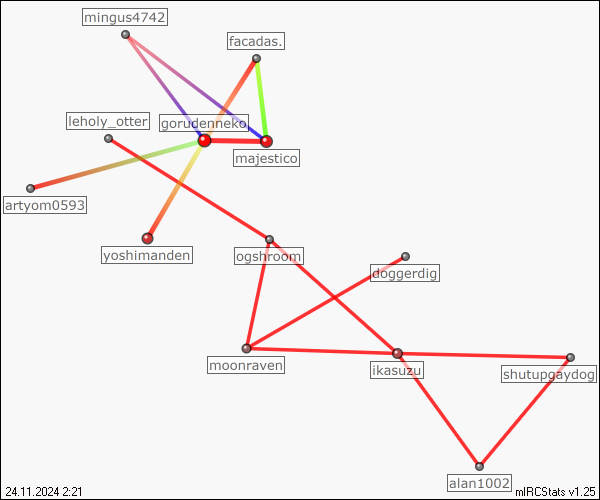 mingus4742
facadas.
leholy_otter
gorudenneko
majestico
artyom0593
yoshimanden
ogshroom
doggerdig
moonraven
ikasuzu
shutupgaydog
alan1002
24.11.2024 2:21
mIRCStats v1.25